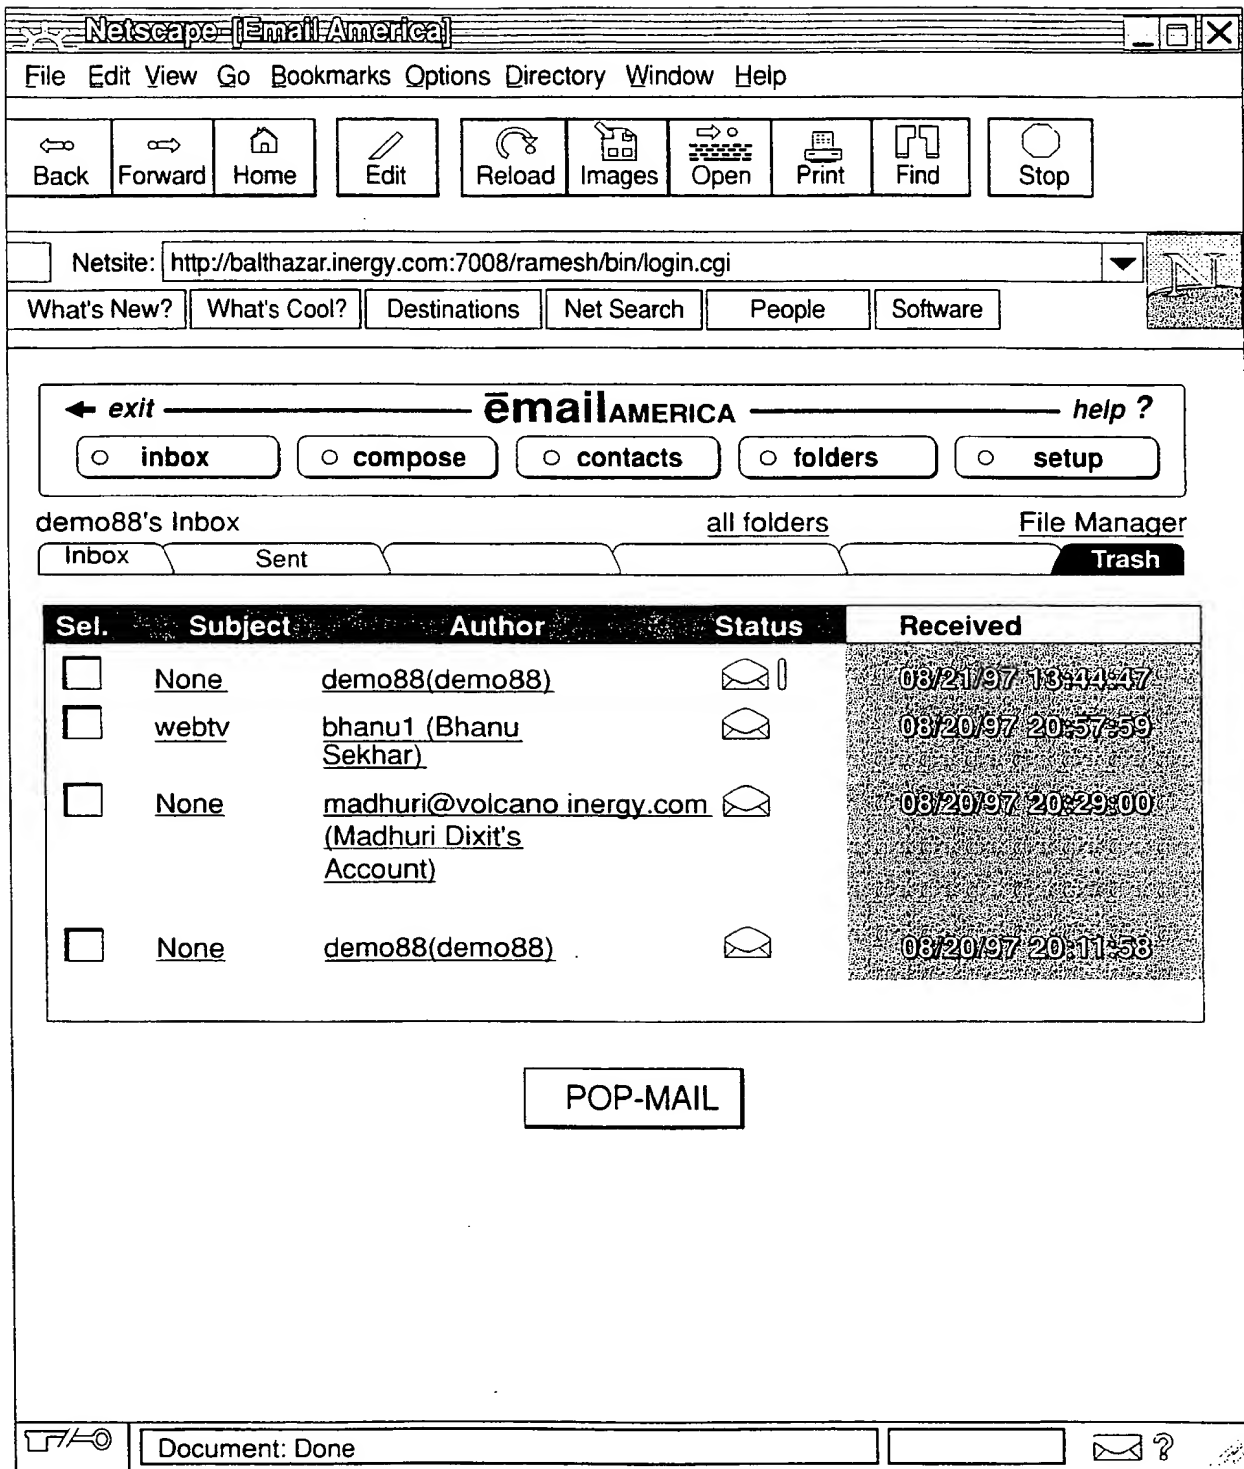 Netscape-[Email America]
File Edit View Go Bookmarks Options Directory Window Help
Back Forward Home Edit Reload Images Open Print Find Stop
Netsite: http://balthazar.inergy.com:7008/ramesh/bin/login.cgi
N
What's New? What's Cool? Destinations Net Search People Software
exit ēmail AMERICA help ?
inbox compose contacts folders setup
demo88's Inbox all folders File Manager
Inbox Sent Trash
Sel. Subject Author Status Received
None demo88(demo88) 08/21/97 13:44:47
webtv bhanu1 (Bhanu 08/20/97 20:57:59
Sekhar)
None madhuri@volcano inergy.com 08/20/97 20:29:00
(Madhuri Dixit's
Account)
None demo88(demo88) 08/20/97 20:11:58
POP-MAIL
Document: Done ?